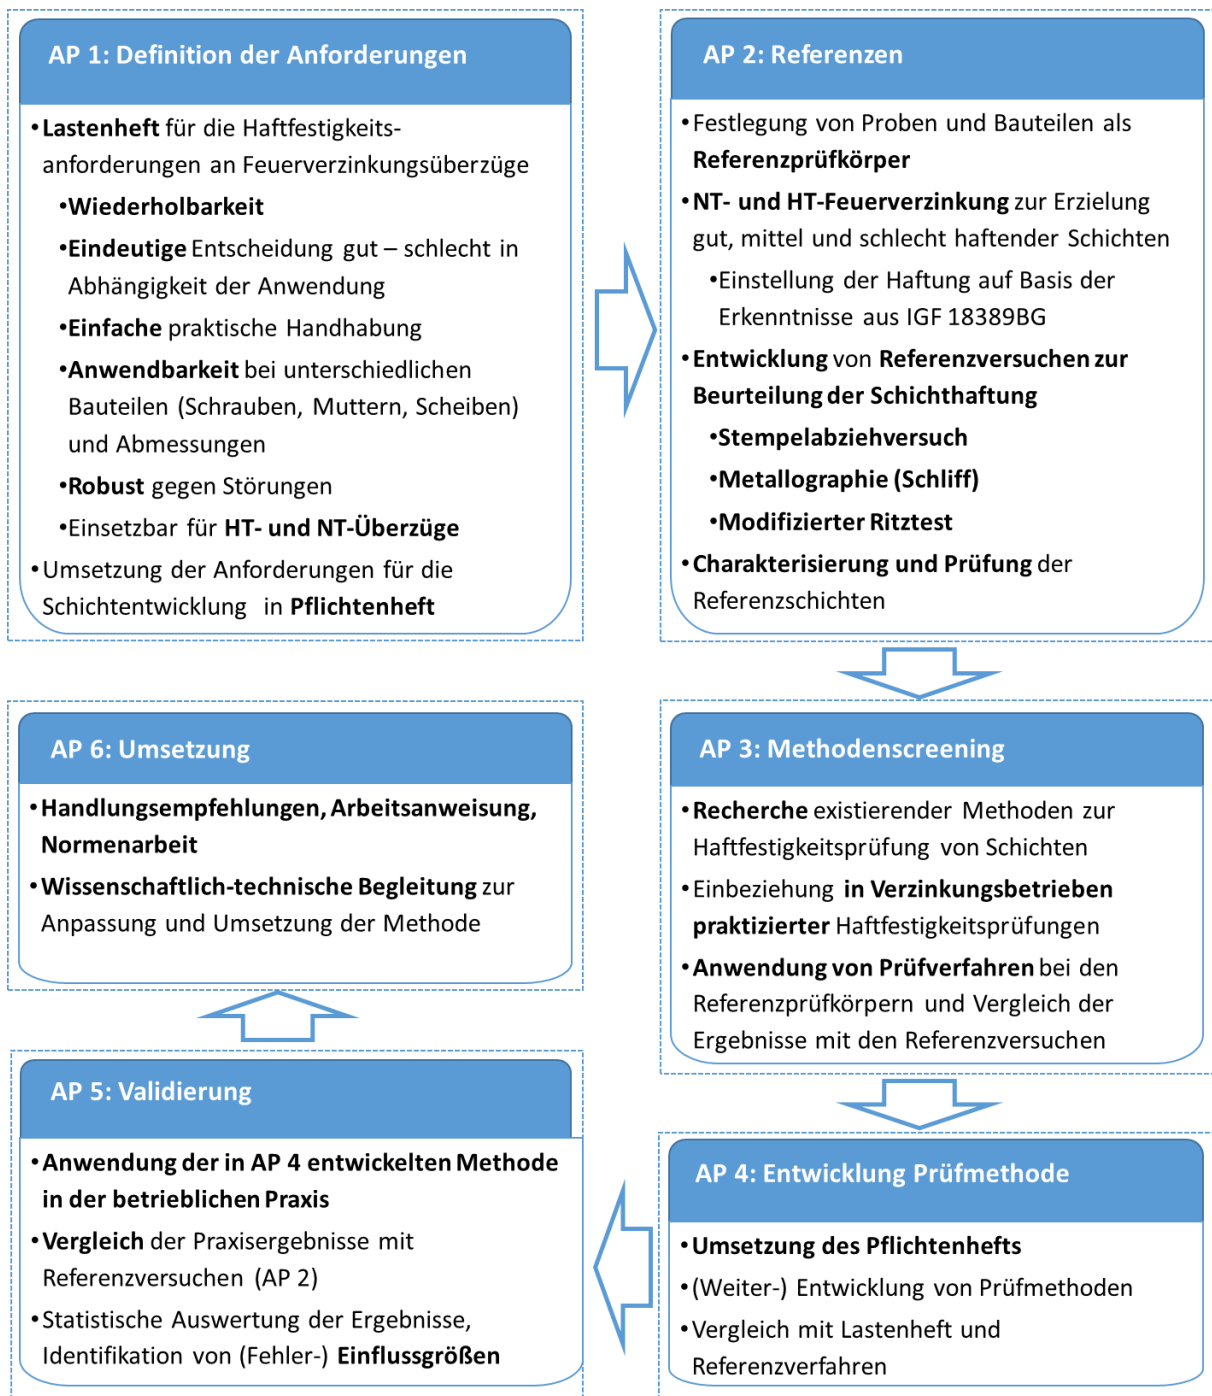 AP 1: Definition der Anforderungen
•Lastenheft für die Haftfestigkeits-
anforderungen an Feuerverzinkungsüberzüge
•Wiederholbarkeit
•Eindeutige Entscheidung gut – schlecht in
Abhängigkeit der Anwendung
•Einfache praktische Handhabung
•Anwendbarkeit bei unterschiedlichen
Bauteilen (Schrauben, Muttern, Scheiben)
und Abmessungen
•Robust gegen Störungen
•Einsetzbar für HT- und NT-Überzüge
•Umsetzung der Anforderungen für die
Schichtentwicklung in Pflichtenheft
AP 2: Referenzen
•Festlegung von Proben und Bauteilen als
Referenzprüfkörper
•NT- und HT-Feuerverzinkung zur Erzielung
gut, mittel und schlecht haftender Schichten
•Einstellung der Haftung auf Basis der
Erkenntnisse aus IGF 18389BG
•Entwicklung von Referenzversuchen zur
Beurteilung der Schichthaftung
•Stempelabziehversuch
•Metallographie (Schliff)
•Modifizierter Ritztest
•Charakterisierung und Prüfung der
Referenzschichten
AP 3: Methodenscreening
•Recherche existierender Methoden zur
Haftfestigkeitsprüfung von Schichten
•Einbeziehung in Verzinkungsbetrieben
praktizierter Haftfestigkeitsprüfungen
•Anwendung von Prüfverfahren bei den
Referenzprüfkörpern und Vergleich der
Ergebnisse mit den Referenzversuchen
AP 4: Entwicklung Prüfmethode
•Umsetzung des Pflichtenhefts
•(Weiter-) Entwicklung von Prüfmethoden
•Vergleich mit Lastenheft und
Referenzverfahren
AP 5: Validierung
•Anwendung der in AP 4 entwickelten Methode
in der betrieblichen Praxis
•Vergleich der Praxisergebnisse mit
Referenzversuchen (AP 2)
•Statistische Auswertung der Ergebnisse,
Identifikation von (Fehler-) Einflussgrößen
AP 6: Umsetzung
•Handlungsempfehlungen, Arbeitsanweisung,
Normenarbeit
•Wissenschaftlich-technische Begleitung zur
Anpassung und Umsetzung der Methode